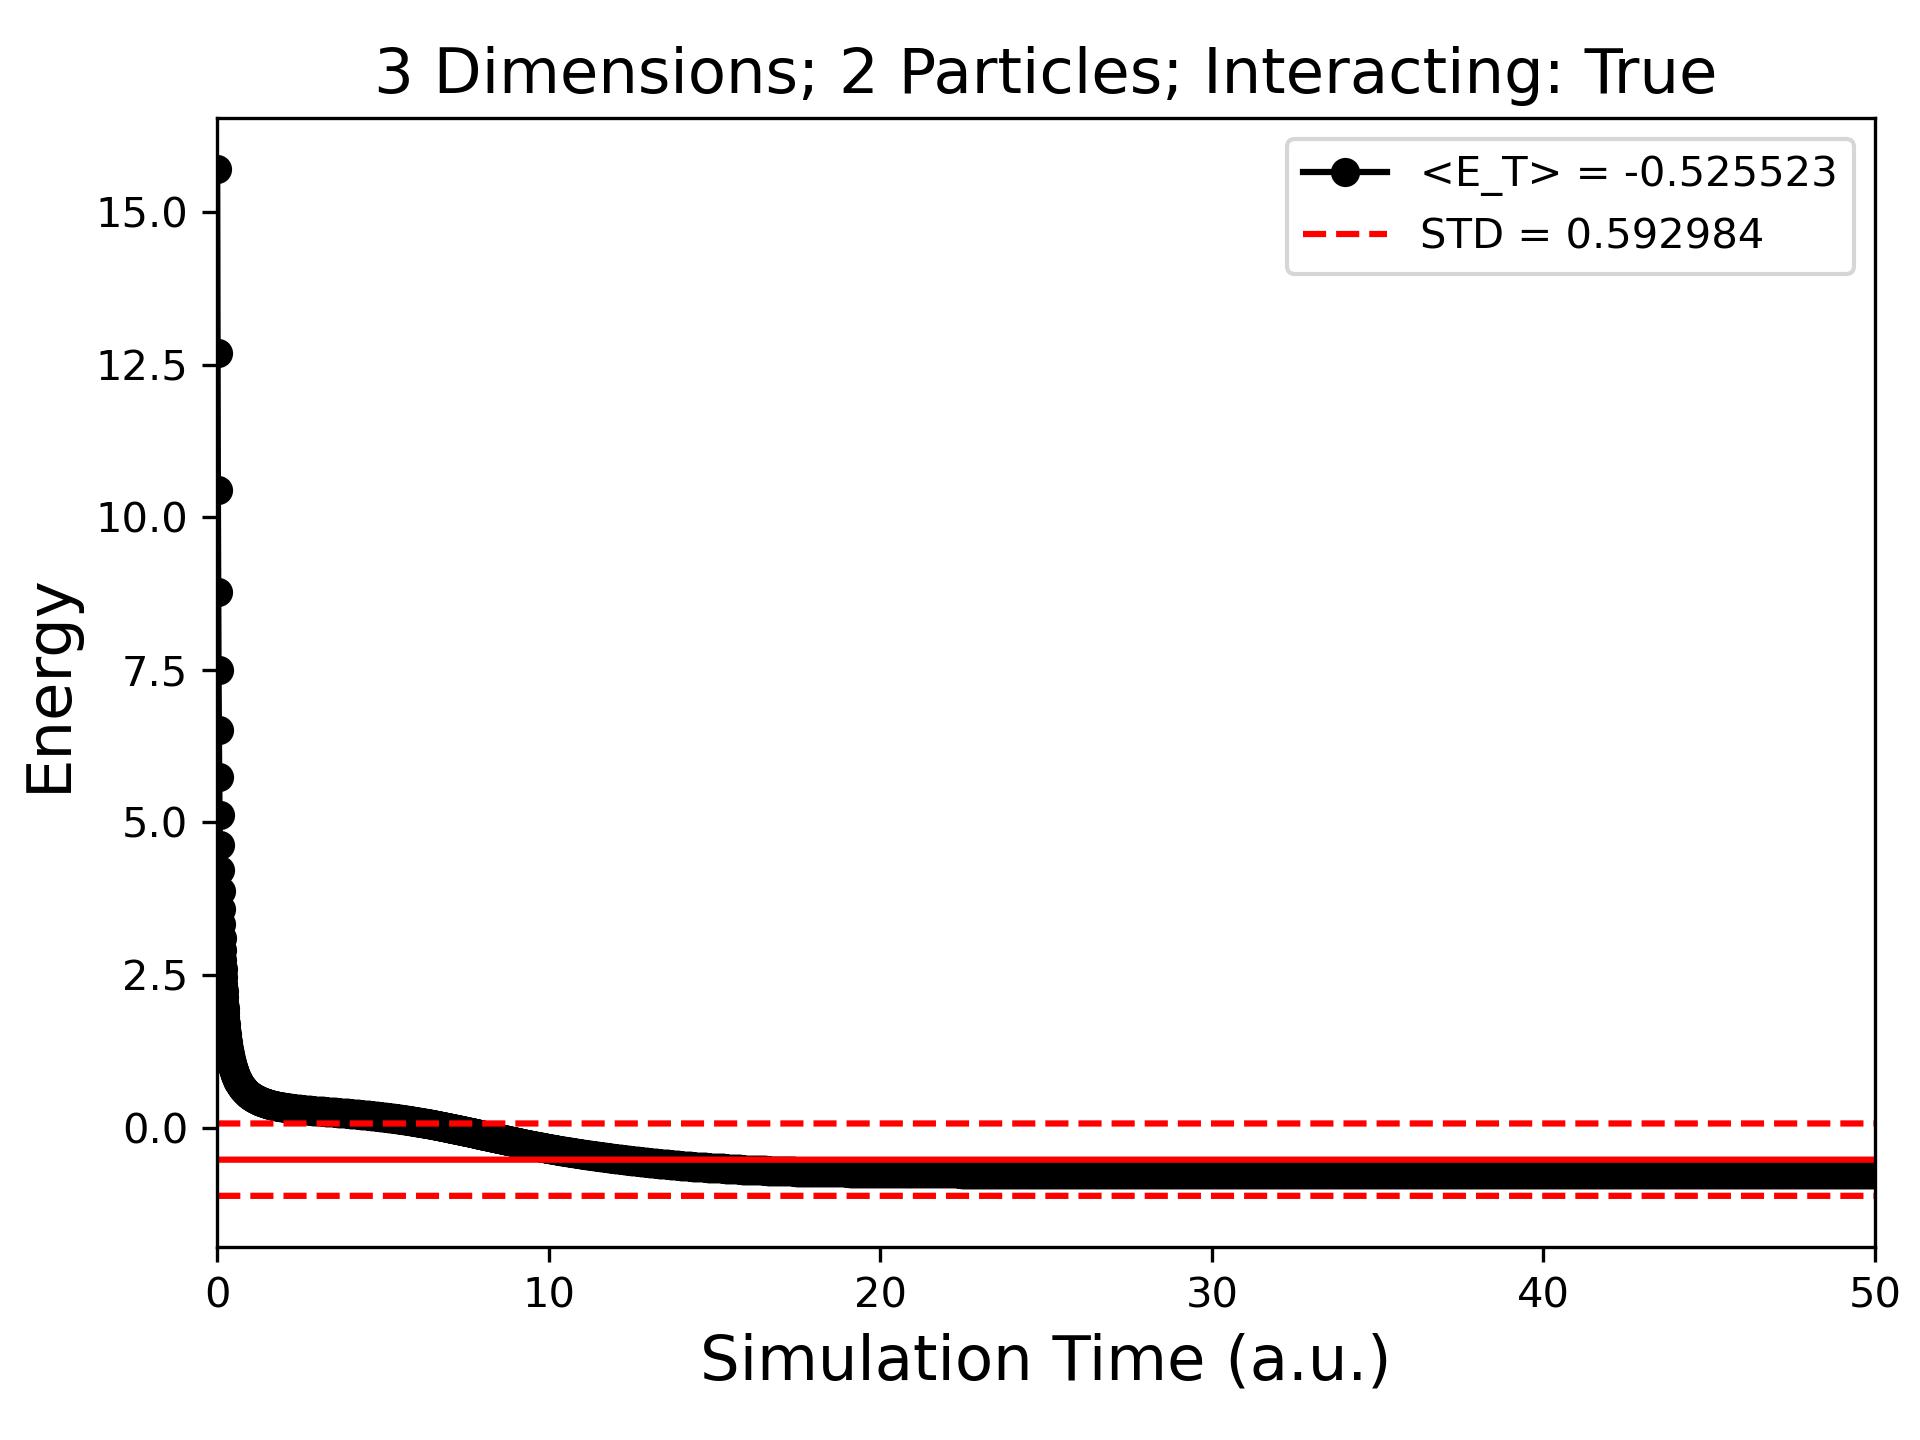 3 Dimensions; 2 Particles; Interacting: True
<E_T> = -0.525523
STD = 0.592984
Energy
15.0
12.5
10.0
7.5
5.0
2.5
0.0
0 10 20 30 40 50
Simulation Time (a.u.)